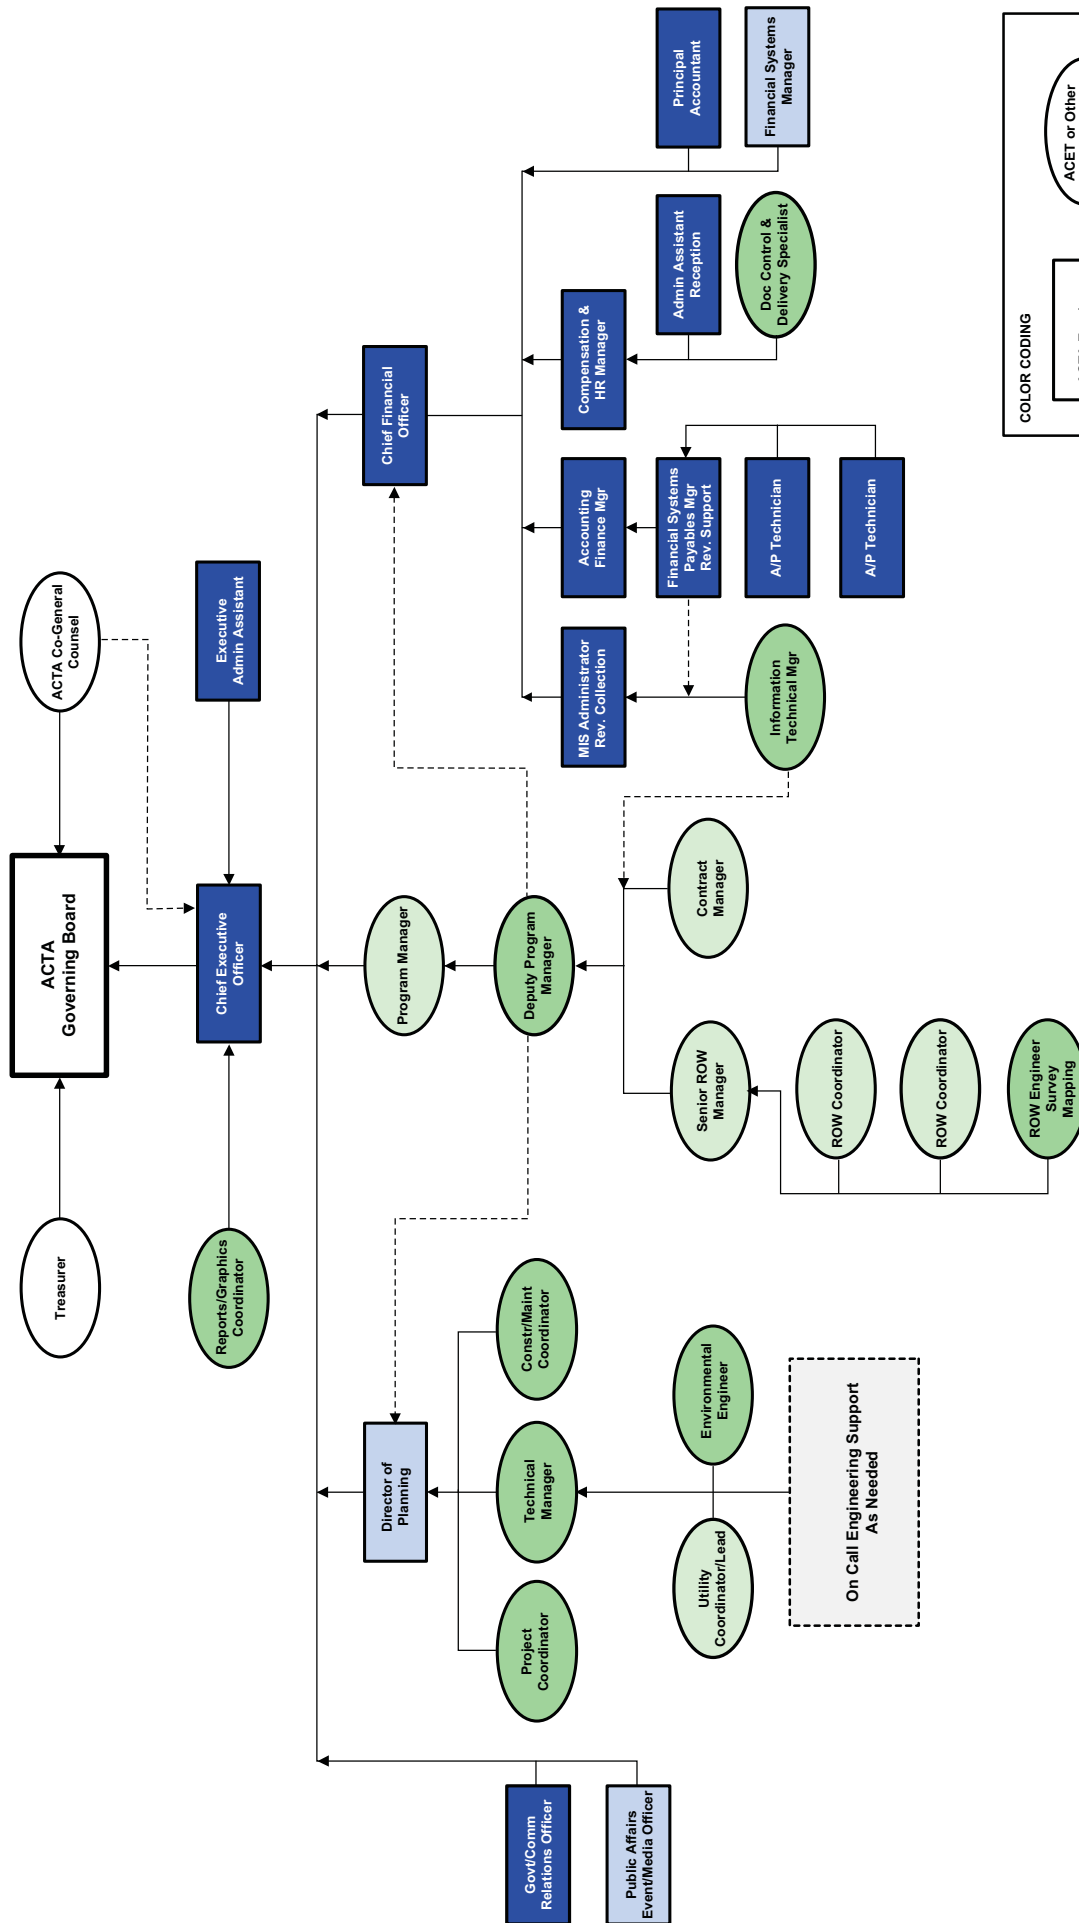 ACTA
Governing Board
Treasurer
ACTA Co-General
Counsel
Reports/Graphics
Coordinator
Chief Executive
Officer
Executive
Admin Assistant
Govt/Comm
Relations Officer
Public Affairs
Event/Media Officer
Director of
Planning
Program Manager
Chief Financial
Officer
Project
Coordinator
Technical
Manager
Constr/Maint
Coordinator
Deputy Program
Manager
Utility
Coordinator/Lead
Environmental
Engineer
On Call Engineering Support
As Needed
Senior ROW
Manager
Contract
Manager
ROW Coordinator
ROW Coordinator
ROW Engineer
Survey
Mapping
MIS Administrator
Rev. Collection
Accounting
Finance Mgr
Compensation &
HR Manager
Principal
Accountant
Financial Systems
Manager
Information
Technical Mgr
Financial Systems
Payables Mgr
Rev. Support
A/P Technician
A/P Technician
Admin Assistant
Reception
Doc Control &
Delivery Specialist
COLOR CODING
ACET or Other